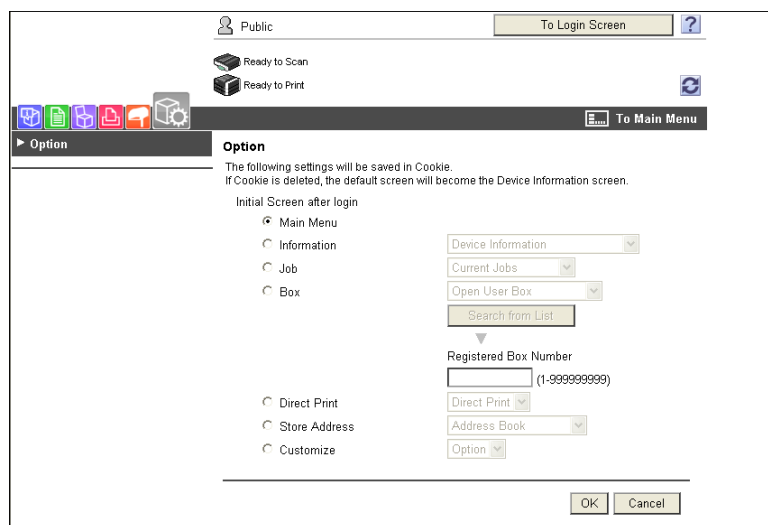 Public
To Login Screen
?
Ready to Scan
Ready to Print
To Main Menu
Option
Option
The following settings will be saved in Cookie.
If Cookie is deleted, the default screen will become the Device Information screen.
Initial Screen after login
Main Menu
Information Device Information
Job Current Jobs
Box Open User Box
Search from List
Registered Box Number
(1-999999999)
Direct Print Direct Print
Store Address Address Book
Customize Option
OK Cancel